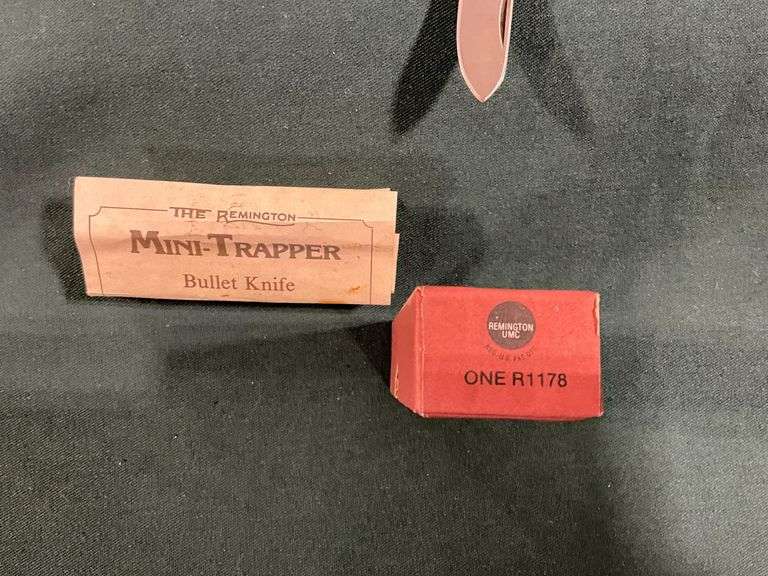 THE REMINGTON
MINI-TRAPPER
Bullet Knife
REMINGTON
UMC
ONE R1178